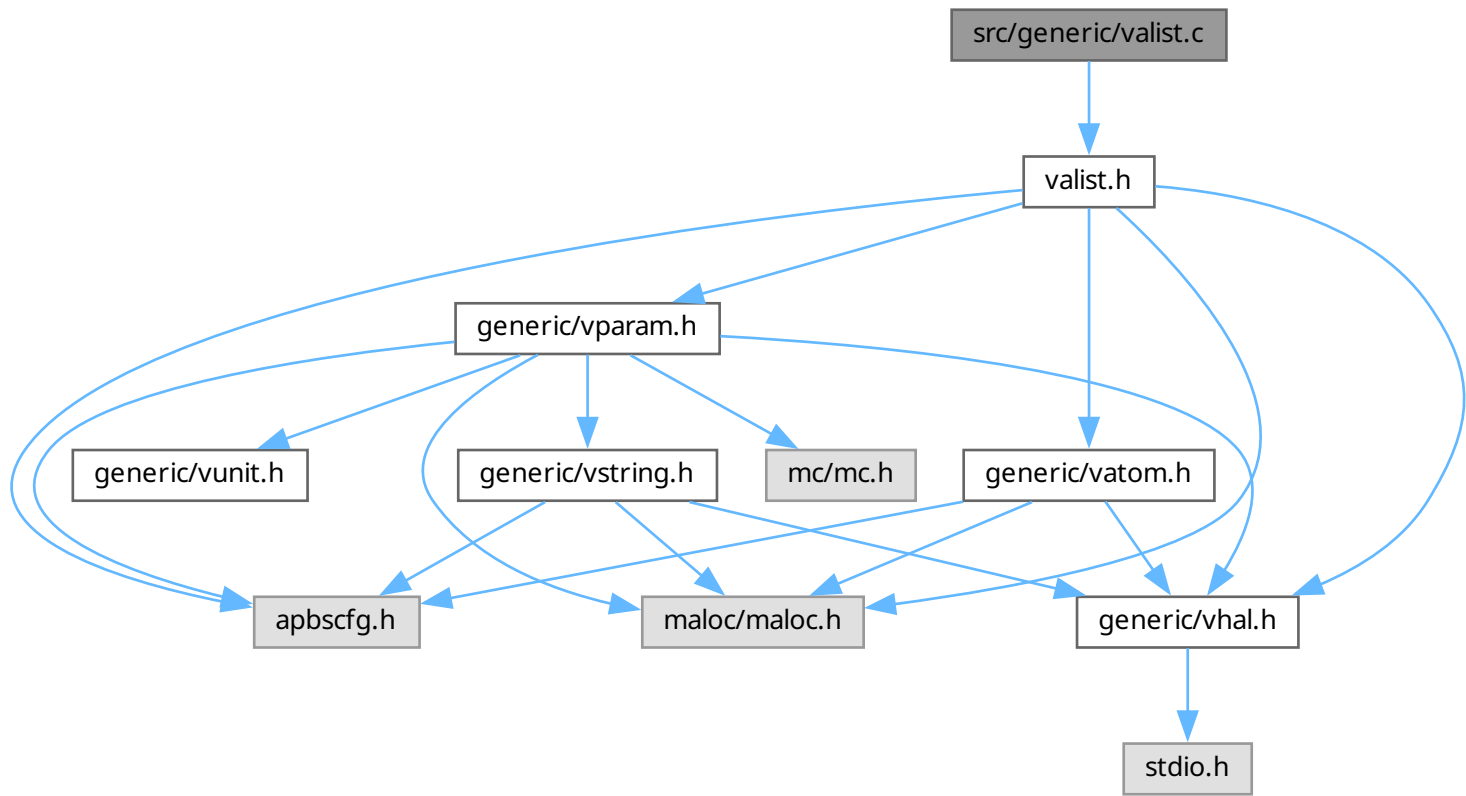 src/generic/valist.c
valist.h
generic/vparam.h
generic/vunit.h
generic/vstring.h
mc/mc.h
generic/vatom.h
apbscfg.h
maloc/maloc.h
generic/vhal.h
stdio.h